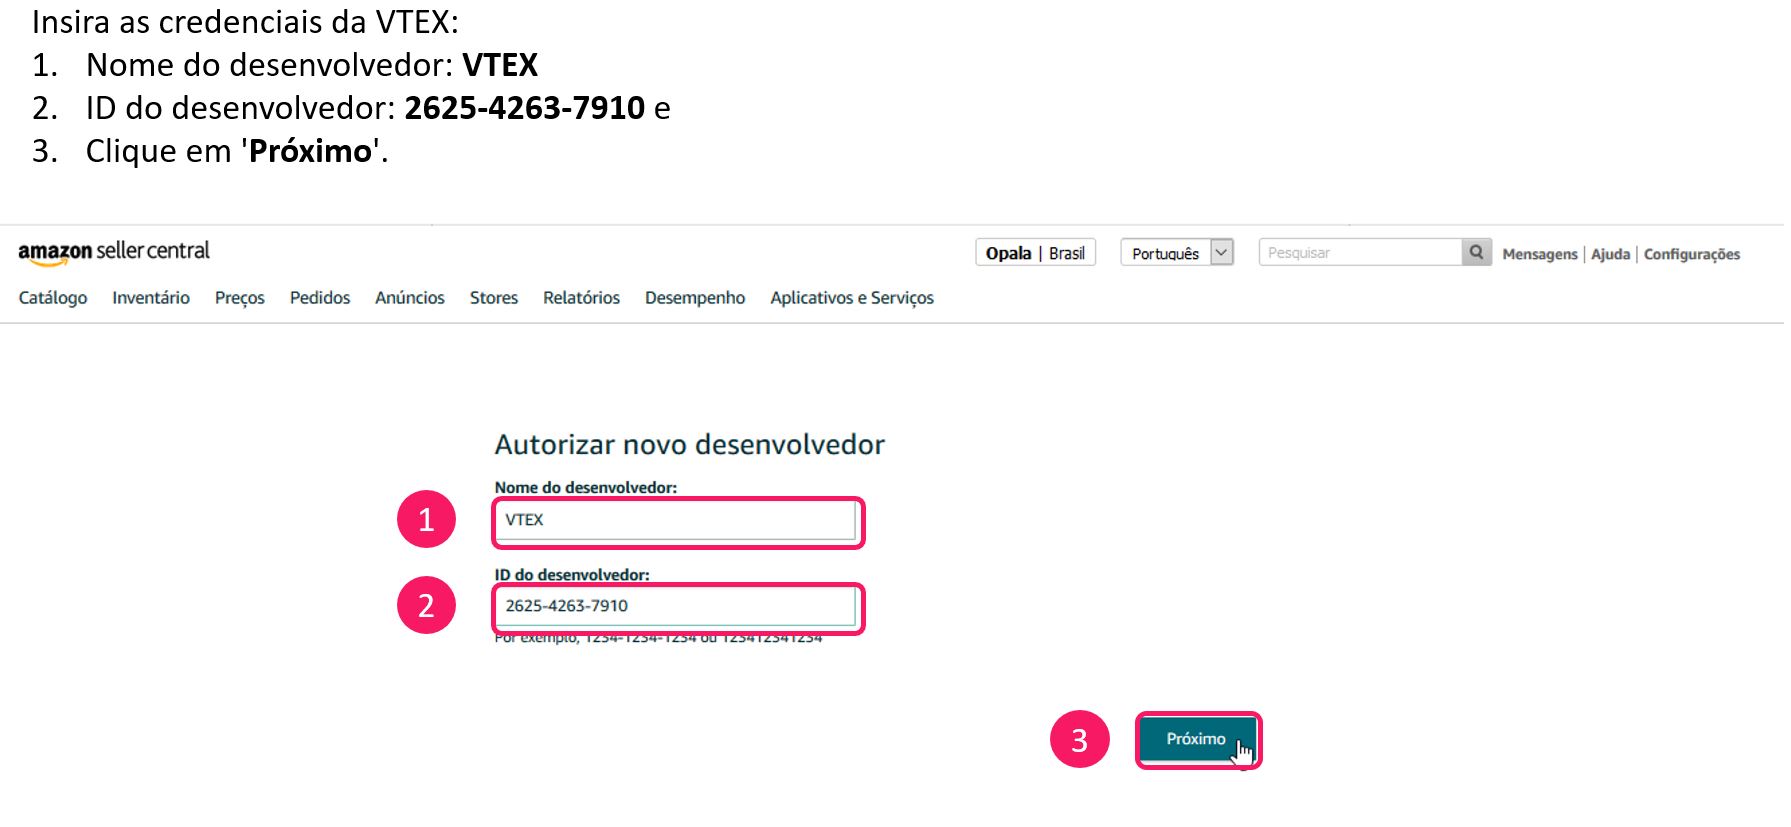 Insira as credenciais da VTEX:
1. Nome do desenvolvedor: VTEX
2. ID do desenvolvedor: 2625-4263-7910 e
3. Clique em 'Próximo'.
amazon seller central
Opala | Brasil
Português
Pesquisar
Mensagens | Ajuda | Configurações
Catálogo Inventário Preços Pedidos Anúncios Stores Relatórios Desempenho Aplicativos e Serviços
Autorizar novo desenvolvedor
Nome do desenvolvedor:
1
VTEX
ID do desenvolvedor:
2
2625-4263-7910
Por exemplo, 1234-1234-1234 ou 123412341234
3
Próximo